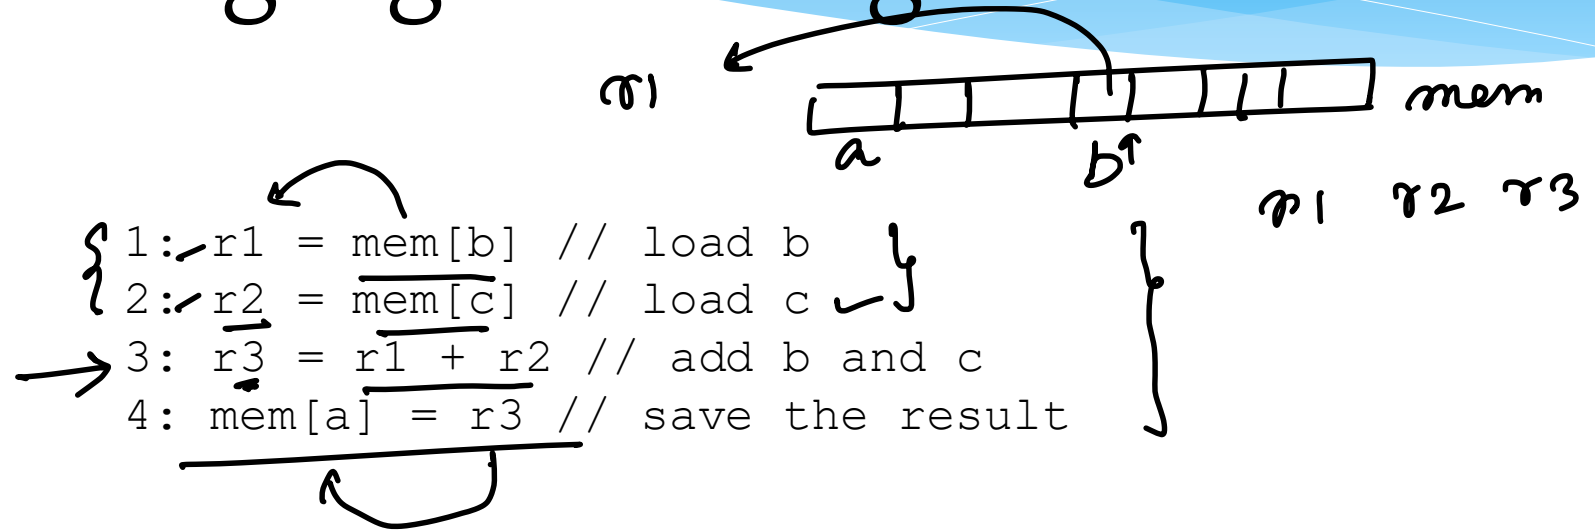 r1
mem
a b
r1 r2 r3
1: r1 = mem[b] // load b
2: r2 = mem[c] // load c
3: r3 = r1 + r2 // add b and c
4: mem[a] = r3 // save the result